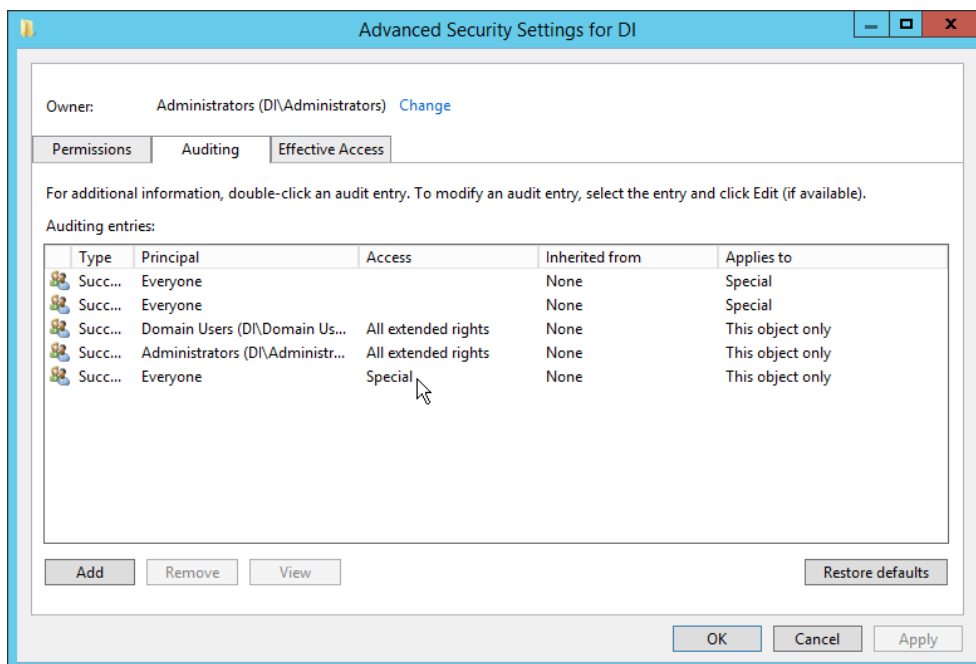 Advanced Security Settings for DI
Owner: Administrators (DI\Administrators) Change
Permissions Auditing Effective Access
For additional information, double-click an audit entry. To modify an audit entry, select the entry and click Edit (if available).
Auditing entries:
Type Principal Access Inherited from Applies to
Succ... Everyone None Special
Succ... Everyone None Special
Succ... Domain Users (DI\Domain Us... All extended rights None This object only
Succ... Administrators (DI\Administr... All extended rights None This object only
Succ... Everyone Special None This object only
Add Remove View Restore defaults
OK Cancel Apply